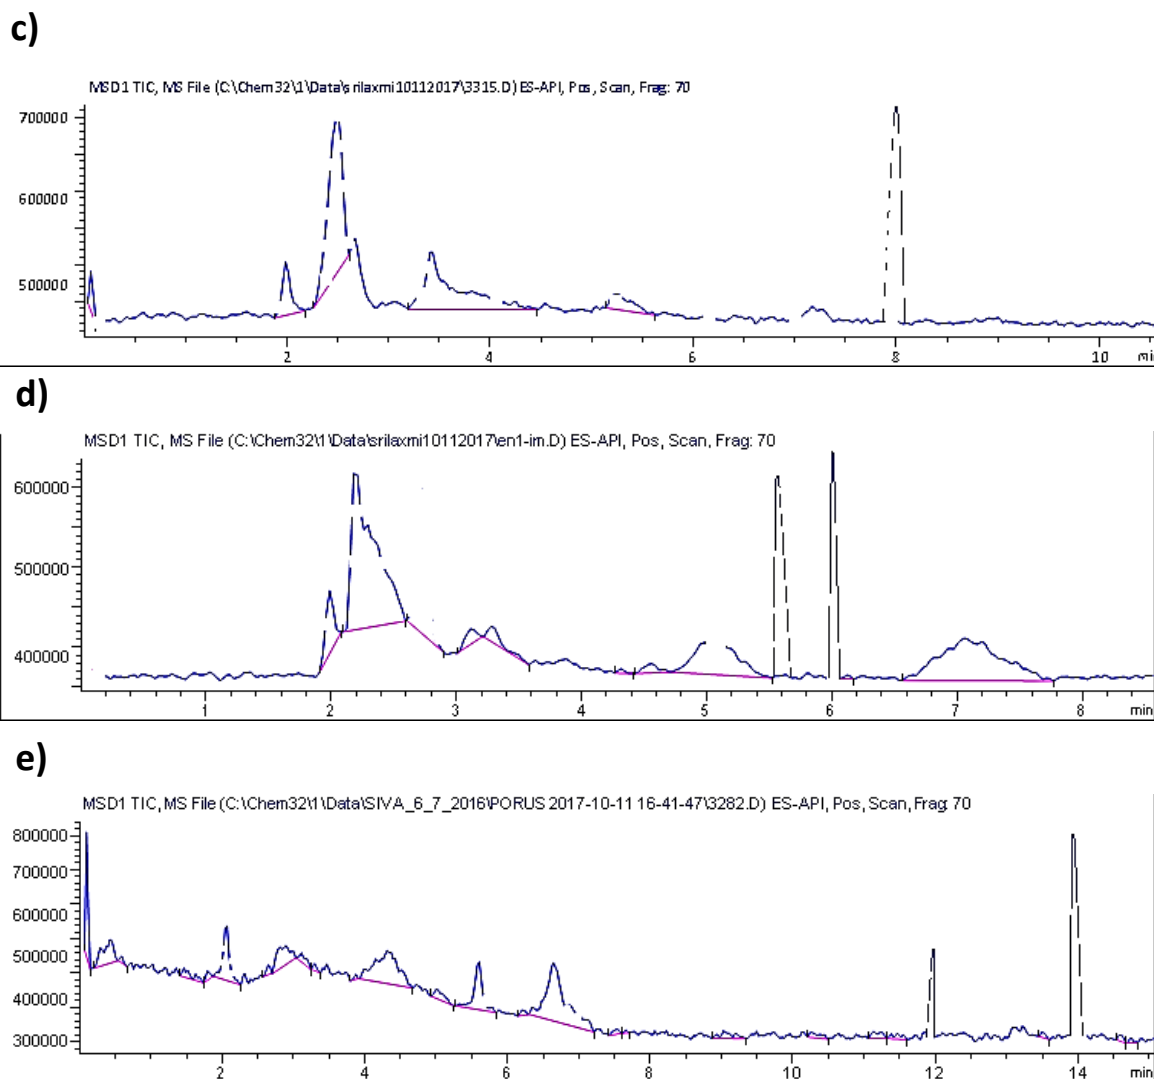 c)
MSD1 TIC, MS File (C:\Chem32\1\Data\srilaxmi10112017\3315.D) ES-API, Pos, Scan, Frag: 70
700000
600000
500000
2 4 6 8 10 min
d)
MSD1 TIC, MS File (C:\Chem32\1\Data\srilaxmi10112017\en1-im.D) ES-API, Pos, Scan, Frag: 70
600000
500000
400000
1 2 3 4 5 6 7 8 min
e)
MSD1 TIC, MS File (C:\Chem32\1\Data\SIVA_6_7_2016\PORUS 2017-10-11 16-41-47\3282.D) ES-API, Pos, Scan, Frag: 70
800000
700000
600000
500000
400000
300000
2 4 6 8 10 12 14 min